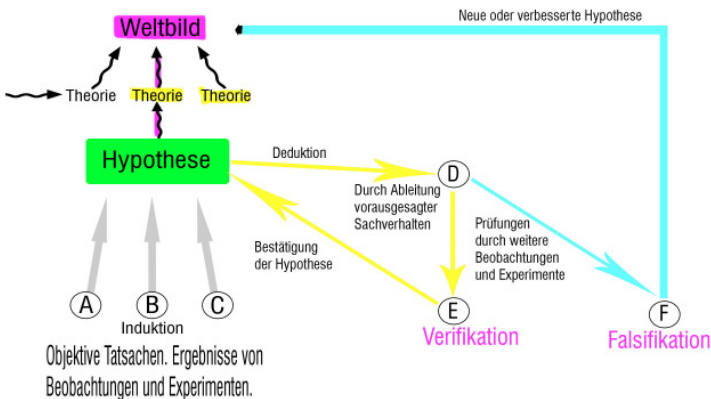 Neue oder verbesserte Hypothese
Weltbild
Theorie
Theorie
Theorie
Hypothese
Deduktion
D
Durch Ableitung
vorausgesagter
Sachverhalten
Prüfungen
durch weitere
Beobachtungen
und Experimente
Bestätigung
der Hypothese
A
B
C
Induktion
E
Verifikation
F
Falsifikation
Objektive Tatsachen. Ergebnisse von
Beobachtungen und Experimenten.